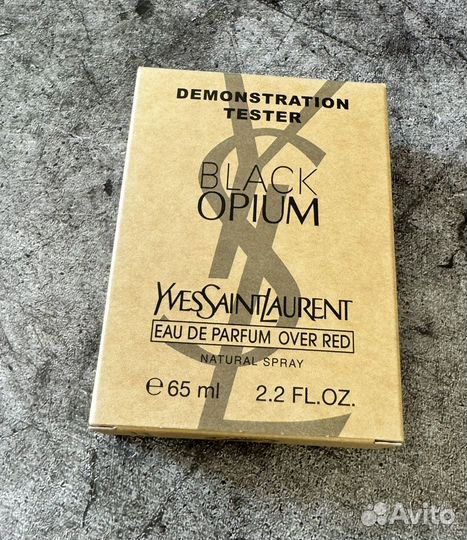 DEMONSTRATION
TESTER
BLACK
OPIUM
YSL
YVESSAINTLAURENT
EAU DE PARFUM OVER RED
NATURAL SPRAY
℮ 65 ml 2.2 FL.OZ.
Avito